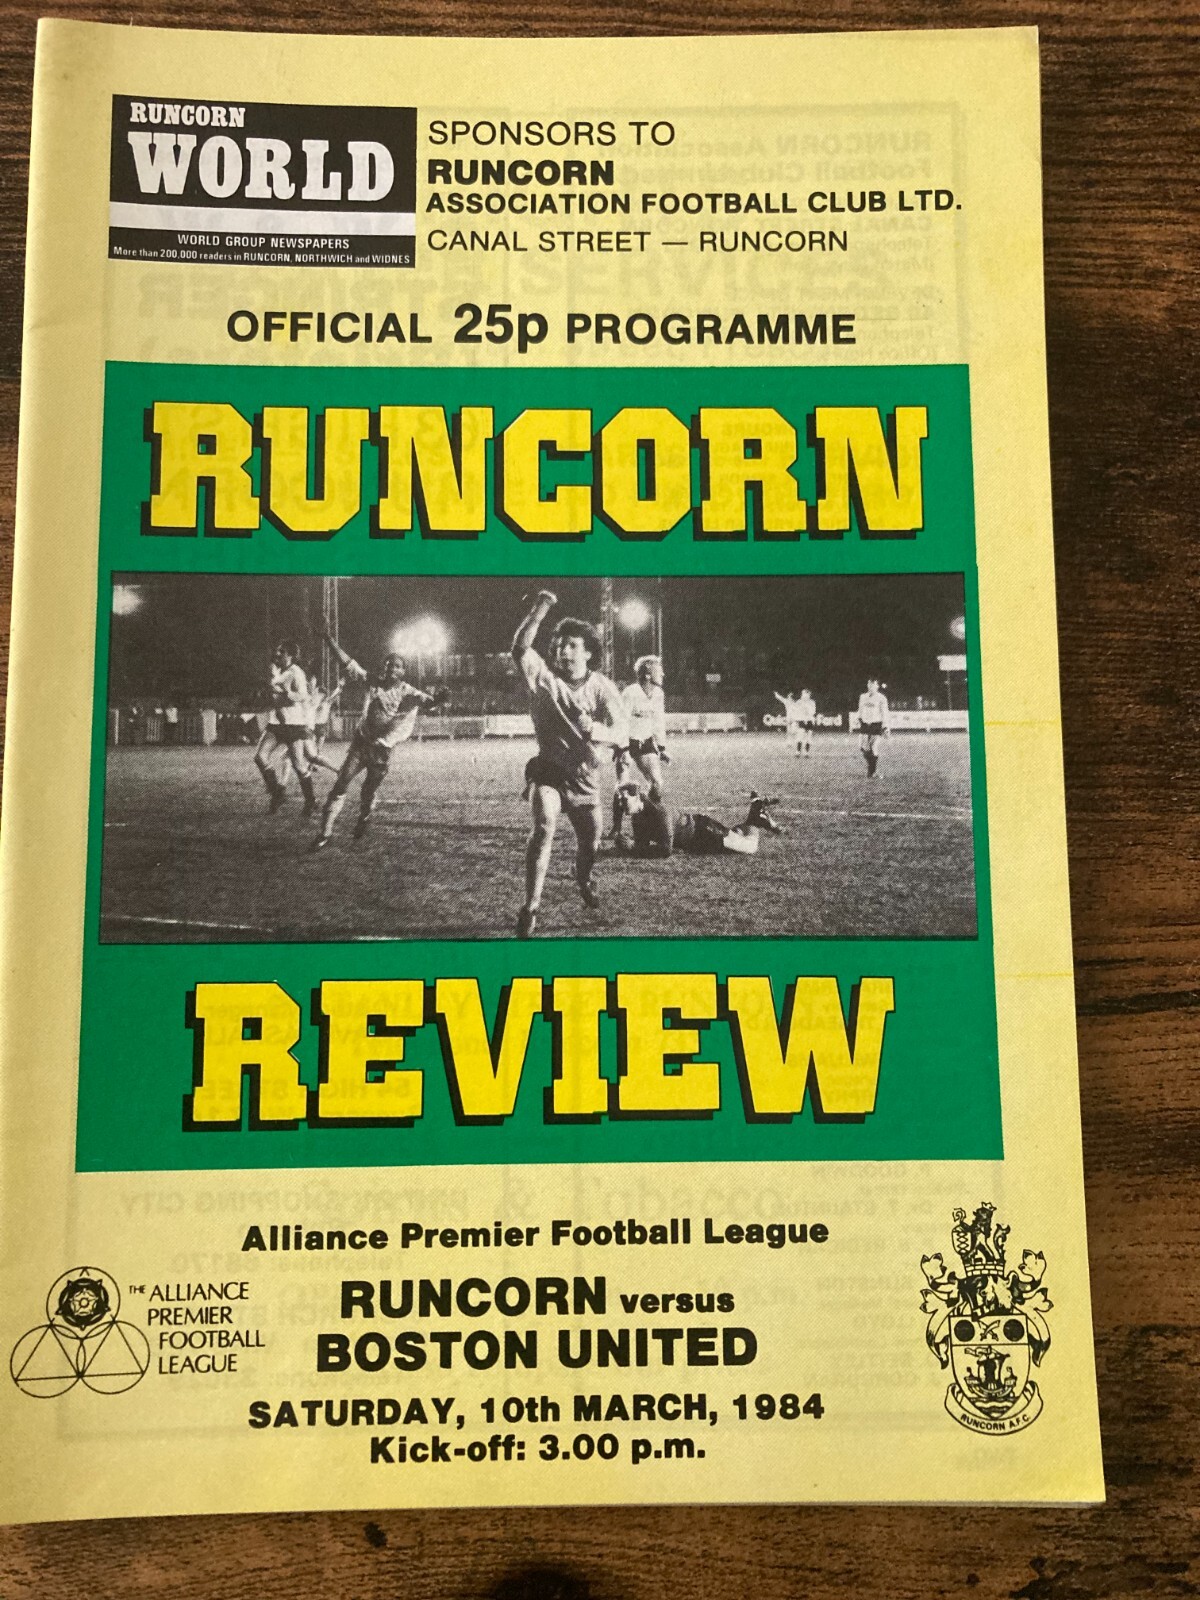 RUNCORN
WORLD
WORLD GROUP NEWSPAPERS
More than 200,000 readers in RUNCORN, NORTHWICH and WIDNES
SPONSORS TO
RUNCORN
ASSOCIATION FOOTBALL CLUB LTD.
CANAL STREET — RUNCORN
OFFICIAL 25p PROGRAMME
RUNCORN
REVIEW
Alliance Premier Football League
THE ALLIANCE
PREMIER
FOOTBALL
LEAGUE
RUNCORN versus
BOSTON UNITED
SATURDAY, 10th MARCH, 1984
Kick-off: 3.00 p.m.
RUNCORN A.F.C.